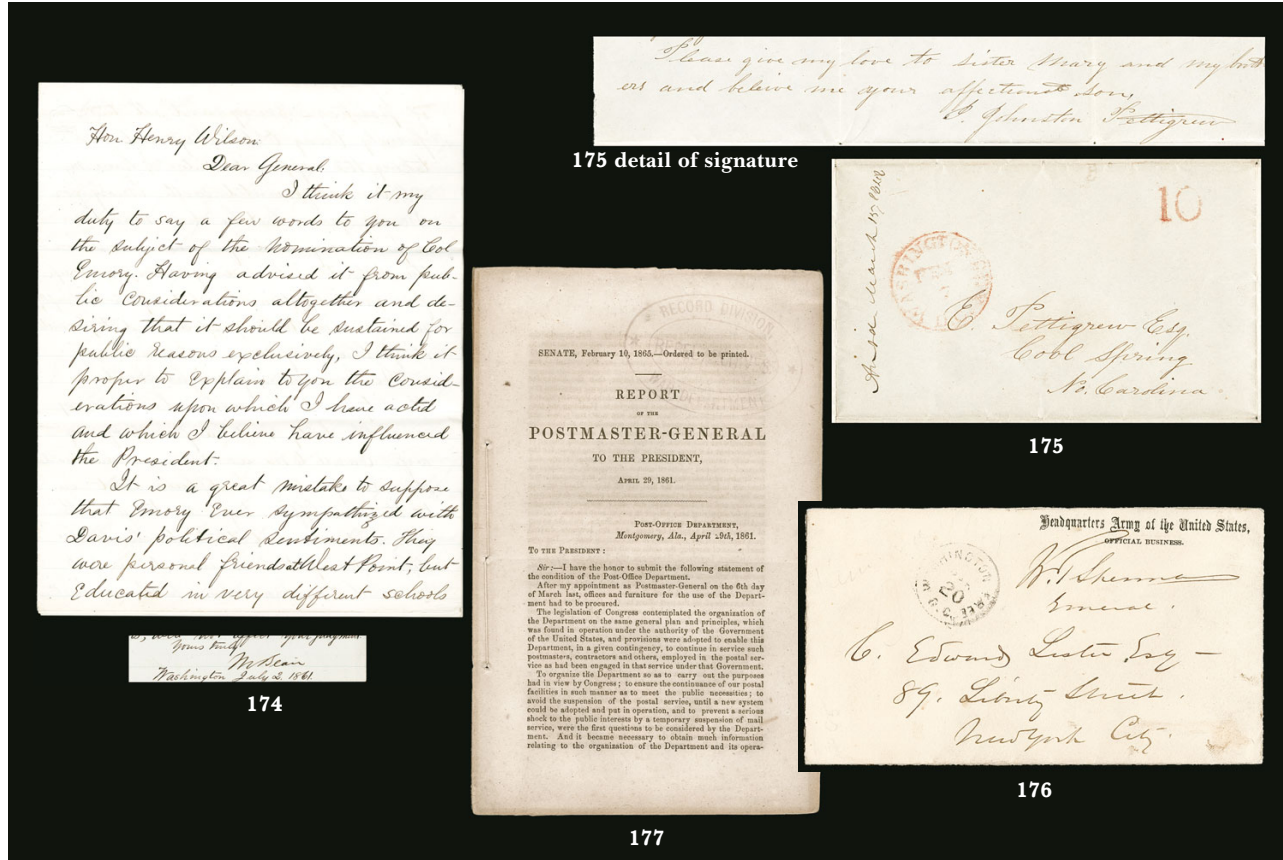 Hon Henry Wilson.
Dear General;
I think it my
duty to say a few words to you on
the subject of the nomination of Col
Emory. Having advised it from pub-
lic considerations altogether and de-
siring that it should be sustained for
public reasons exclusively, I think it
proper to explain to you the consid-
erations upon which I have acted
and which I believe have influenced
the President.
It is a great mistake to suppose
that Emory ever sympathized with
Davis' political sentiments. They
were personal friends at West Point, but
Educated in very different schools
your judgment
Yours truly
M Blair
Washington July 2. 1861.
174
Please give my love to sister Mary and my broth
ers and beleive me your affectionate son,
J. Johnston Pettigrew
175 detail of signature
10
WASHINGTON
E. Pettigrew Esq.
Cool Spring
No. Carolina
175
RECORD DIVISION
SENATE, February 10, 1865.—Ordered to be printed.
REPORT
OF THE
POSTMASTER-GENERAL
TO THE PRESIDENT,
April 29, 1861.
Post-Office Department,
Montgomery, Ala., April 29th, 1861.
To the President:
Sir:—I have the honor to submit the following statement of
the condition of the Post-Office Department.
After my appointment as Postmaster-General on the 6th day
of March last, offices and furniture for the use of the Depart-
ment had to be procured.
The legislation of Congress contemplated the organization of
the Department on the same general plan and principles, which
was found in operation under the authority of the Government
of the United States, and provisions were adopted to enable this
Department, in a given contingency, to continue in service such
postmasters, contractors and others, employed in the postal ser-
vice as had been engaged in that service under that Government.
To organize the Department so as to carry out the purposes
had in view by Congress; to ensure the continuance of our postal
facilities in such manner as to meet the public necessities; to
avoid the suspension of the postal service, until a new system
could be adopted and put in operation, and to prevent a serious
shock to the public interests by a temporary suspension of mail
service, were the first questions to be considered by the Depart-
ment. And it became necessary to obtain much information
relating to the organization of the Department and its opera-
177
Headquarters Army of the United States,
OFFICIAL BUSINESS.
W. T. Sherman
General.
20
FREE
C. Edward Lester Esq—
89. Liberty Street.
New York City.
176